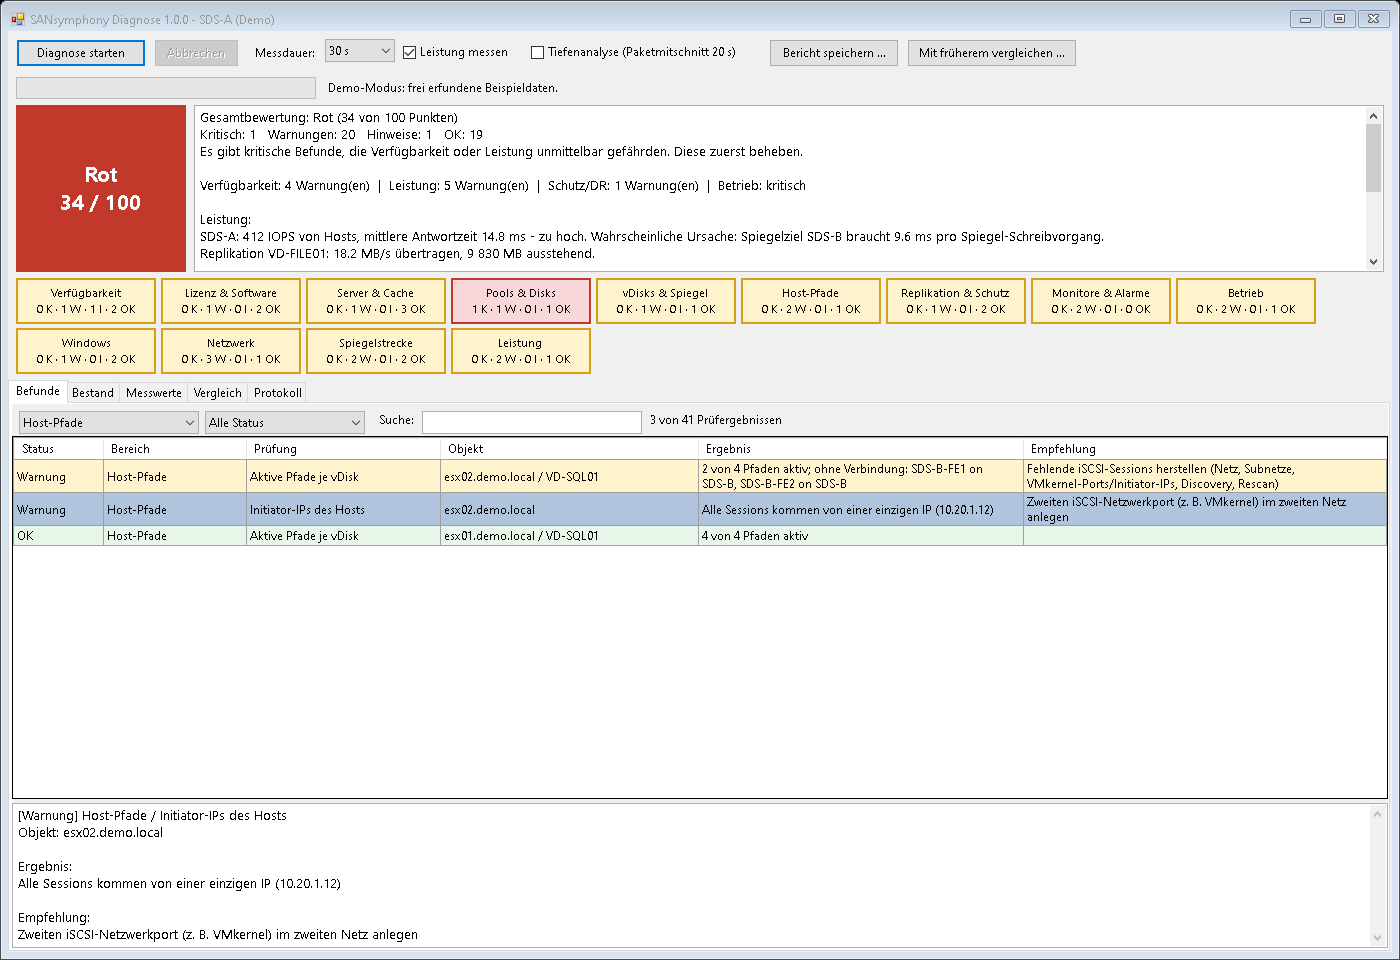 SANsymphony Diagnose 1.0.0 - SDS-A (Demo)
Diagnose starten
Abbrechen
Messdauer:
30 s
Leistung messen
Tiefenanalyse (Paketmitschnitt 20 s)
Bericht speichern ...
Mit früherem vergleichen ...
Demo-Modus: frei erfundene Beispieldaten.
Rot
34 / 100
Gesamtbewertung: Rot (34 von 100 Punkten)
Kritisch: 1 Warnungen: 20 Hinweise: 1 OK: 19
Es gibt kritische Befunde, die Verfügbarkeit oder Leistung unmittelbar gefährden. Diese zuerst beheben.
Verfügbarkeit: 4 Warnung(en) | Leistung: 5 Warnung(en) | Schutz/DR: 1 Warnung(en) | Betrieb: kritisch
Leistung:
SDS-A: 412 IOPS von Hosts, mittlere Antwortzeit 14.8 ms - zu hoch. Wahrscheinliche Ursache: Spiegelziel SDS-B braucht 9.6 ms pro Spiegel-Schreibvorgang.
Replikation VD-FILE01: 18.2 MB/s übertragen, 9 830 MB ausstehend.
Verfügbarkeit
0 K · 1 W · 1 I · 2 OK
Lizenz & Software
0 K · 1 W · 0 I · 2 OK
Server & Cache
0 K · 1 W · 0 I · 3 OK
Pools & Disks
1 K · 1 W · 0 I · 1 OK
vDisks & Spiegel
0 K · 1 W · 0 I · 1 OK
Host-Pfade
0 K · 2 W · 0 I · 1 OK
Replikation & Schutz
0 K · 1 W · 0 I · 2 OK
Monitore & Alarme
0 K · 2 W · 0 I · 0 OK
Betrieb
0 K · 2 W · 0 I · 1 OK
Windows
0 K · 1 W · 0 I · 2 OK
Netzwerk
0 K · 3 W · 0 I · 1 OK
Spiegelstrecke
0 K · 2 W · 0 I · 2 OK
Leistung
0 K · 2 W · 0 I · 1 OK
Befunde
Bestand
Messwerte
Vergleich
Protokoll
Host-Pfade
Alle Status
Suche:
3 von 41 Prüfergebnissen
Status
Bereich
Prüfung
Objekt
Ergebnis
Empfehlung
Warnung
Host-Pfade
Aktive Pfade je vDisk
esx02.demo.local / VD-SQL01
2 von 4 Pfaden aktiv; ohne Verbindung: SDS-B-FE1 on
SDS-B, SDS-B-FE2 on SDS-B
Fehlende iSCSI-Sessions herstellen (Netz, Subnetze,
VMkernel-Ports/Initiator-IPs, Discovery, Rescan)
Warnung
Host-Pfade
Initiator-IPs des Hosts
esx02.demo.local
Alle Sessions kommen von einer einzigen IP (10.20.1.12)
Zweiten iSCSI-Netzwerkport (z. B. VMkernel) im zweiten Netz
anlegen
OK
Host-Pfade
Aktive Pfade je vDisk
esx01.demo.local / VD-SQL01
4 von 4 Pfaden aktiv
[Warnung] Host-Pfade / Initiator-IPs des Hosts
Objekt: esx02.demo.local
Ergebnis:
Alle Sessions kommen von einer einzigen IP (10.20.1.12)
Empfehlung:
Zweiten iSCSI-Netzwerkport (z. B. VMkernel) im zweiten Netz anlegen